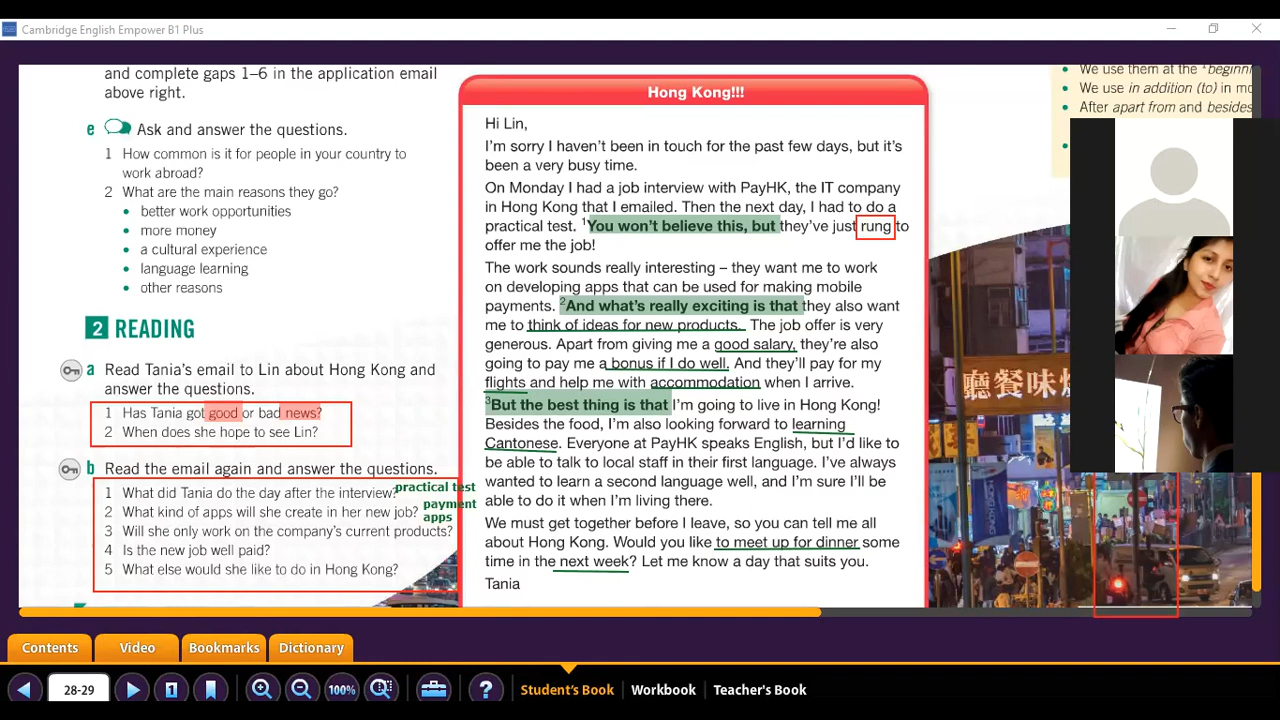 Cambridge English Empower B1 Plus
and complete gaps 1–6 in the application email
above right.
e Ask and answer the questions.
1 How common is it for people in your country to
work abroad?
2 What are the main reasons they go?
• better work opportunities
• more money
• a cultural experience
• language learning
• other reasons
2 READING
a Read Tania's email to Lin about Hong Kong and
answer the questions.
1 Has Tania got good or bad news?
2 When does she hope to see Lin?
b Read the email again and answer the questions.
1 What did Tania do the day after the interview? practical test
2 What kind of apps will she create in her new job? payment
apps
3 Will she only work on the company's current products?
4 Is the new job well paid?
5 What else would she like to do in Hong Kong?
Hong Kong!!!
Hi Lin,
I'm sorry I haven't been in touch for the past few days, but it's
been a very busy time.
On Monday I had a job interview with PayHK, the IT company
in Hong Kong that I emailed. Then the next day, I had to do a
practical test. 1You won't believe this, but they've just rung to
offer me the job!
The work sounds really interesting – they want me to work
on developing apps that can be used for making mobile
payments. 2And what's really exciting is that they also want
me to think of ideas for new products. The job offer is very
generous. Apart from giving me a good salary, they're also
going to pay me a bonus if I do well. And they'll pay for my
flights and help me with accommodation when I arrive.
3But the best thing is that I'm going to live in Hong Kong!
Besides the food, I'm also looking forward to learning
Cantonese. Everyone at PayHK speaks English, but I'd like to
be able to talk to local staff in their first language. I've always
wanted to learn a second language well, and I'm sure I'll be
able to do it when I'm living there.
We must get together before I leave, so you can tell me all
about Hong Kong. Would you like to meet up for dinner some
time in the next week? Let me know a day that suits you.
Tania
• We use them at the 1beginni
• We use in addition (to) in mo
• After apart from and besides
廳餐味
Contents Video Bookmarks Dictionary
28-29 1 100% ? Student's Book Workbook Teacher's Book